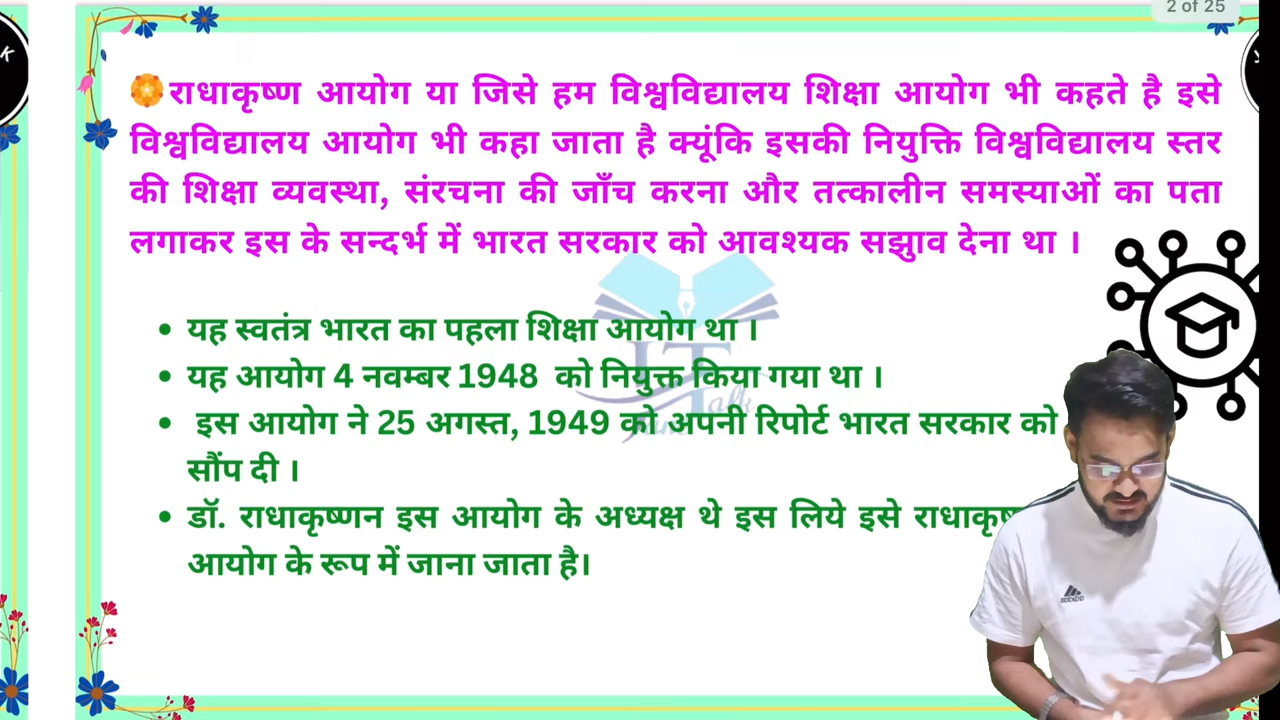 2 of 25
राधाकृष्ण आयोग या जिसे हम विश्वविद्यालय शिक्षा आयोग भी कहते है इसे
विश्वविद्यालय आयोग भी कहा जाता है क्यूंकि इसकी नियुक्ति विश्वविद्यालय स्तर
की शिक्षा व्यवस्था, संरचना की जाँच करना और तत्कालीन समस्याओं का पता
लगाकर इस के सन्दर्भ में भारत सरकार को आवश्यक सझुाव देना था ।
• यह स्वतंत्र भारत का पहला शिक्षा आयोग था ।
• यह आयोग 4 नवम्बर 1948 को नियुक्त किया गया था ।
• इस आयोग ने 25 अगस्त, 1949 को अपनी रिपोर्ट भारत सरकार को
सौंप दी ।
• डॉ. राधाकृष्णन इस आयोग के अध्यक्ष थे इस लिये इसे
आयोग के रूप में जाना जाता है।